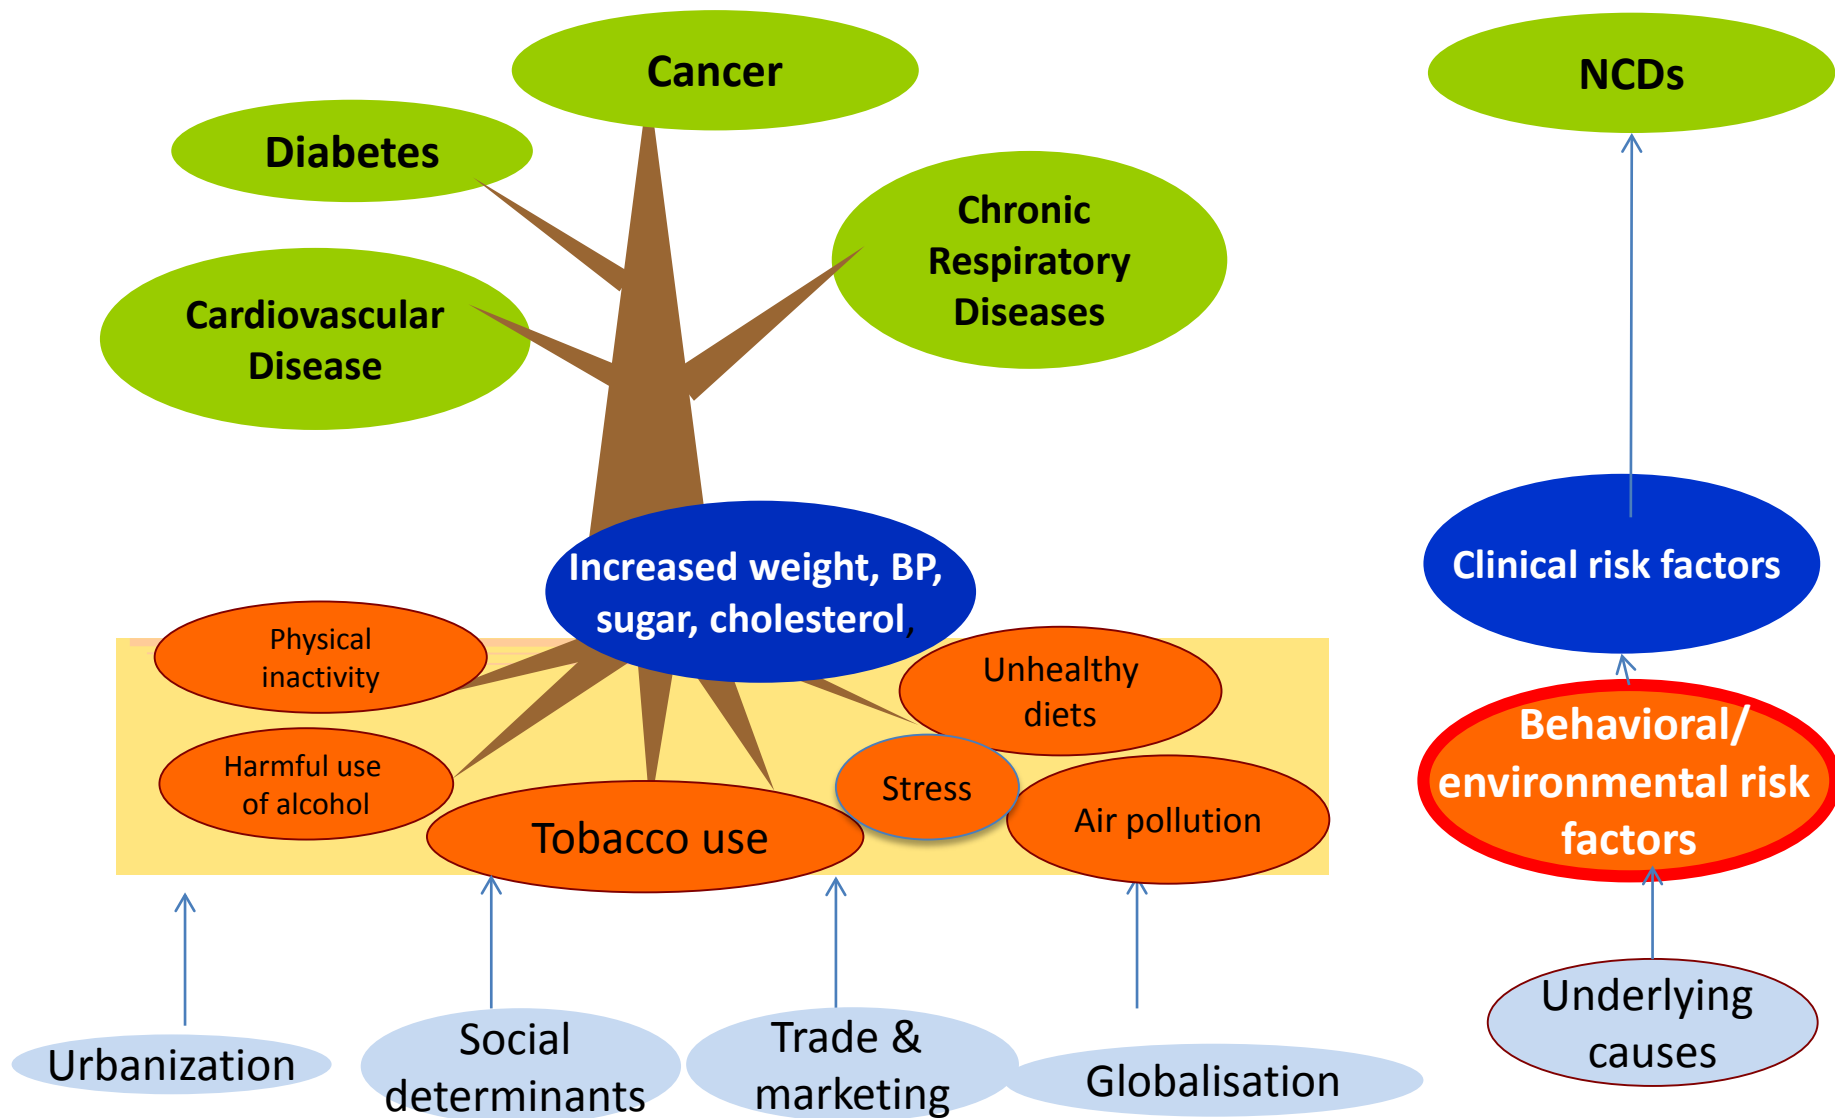 Cancer
NCDs
Diabetes
Chronic
Respiratory
Diseases
Cardiovascular
Disease
Increased weight, BP,
sugar, cholesterol,
Clinical risk factors
Physical
inactivity
Unhealthy
diets
Harmful use
of alcohol
Stress
Tobacco use
Air pollution
Behavioral/
environmental risk
factors
Urbanization
Social
determinants
Trade &
marketing
Globalisation
Underlying
causes